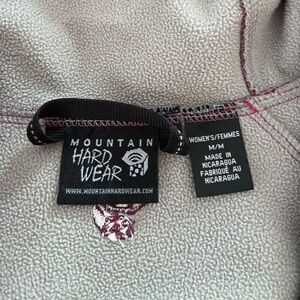 MOUNTAIN
HARD
WEAR
WWW.MOUNTAINHARDWEAR.COM
WOMEN'S/FEMMES
M/M
MADE IN
NICARAGUA
FABRIQUÉ AU
NICARAGUA